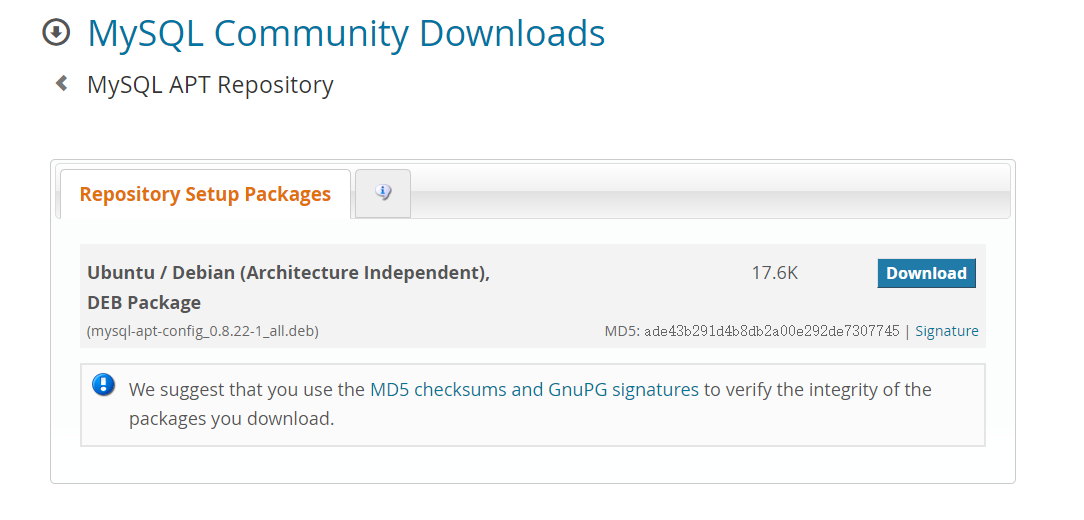 MySQL Community Downloads
MySQL APT Repository
Repository Setup Packages
Ubuntu / Debian (Architecture Independent),
17.6K
Download
DEB Package
(mysql-apt-config_0.8.22-1_all.deb)
MD5: ade43b291d4b8db2a00e292de7307745 | Signature
We suggest that you use the MD5 checksums and GnuPG signatures to verify the integrity of the
packages you download.